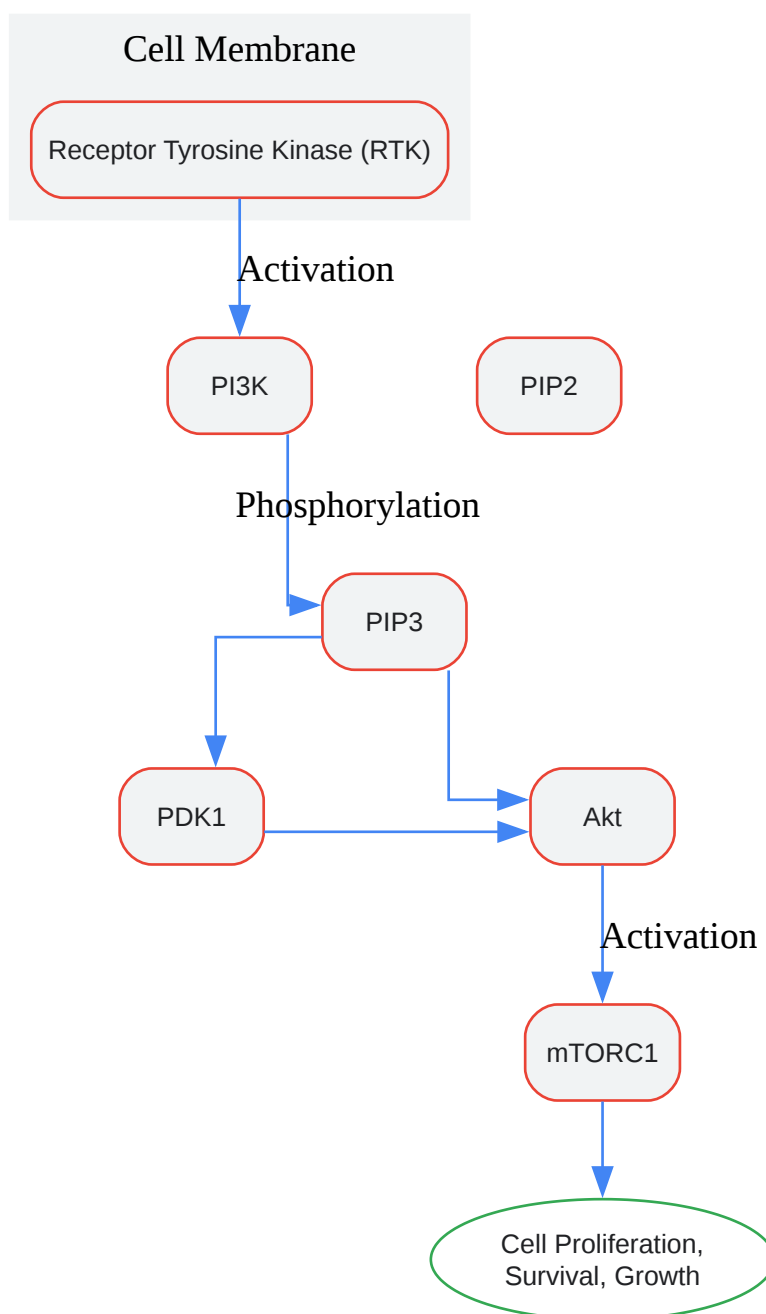 Cell Membrane
Receptor Tyrosine Kinase (RTK)
Activation
PI3K
PIP2
Phosphorylation
PIP3
PDK1
Akt
Activation
mTORC1
Cell Proliferation,
Survival, Growth